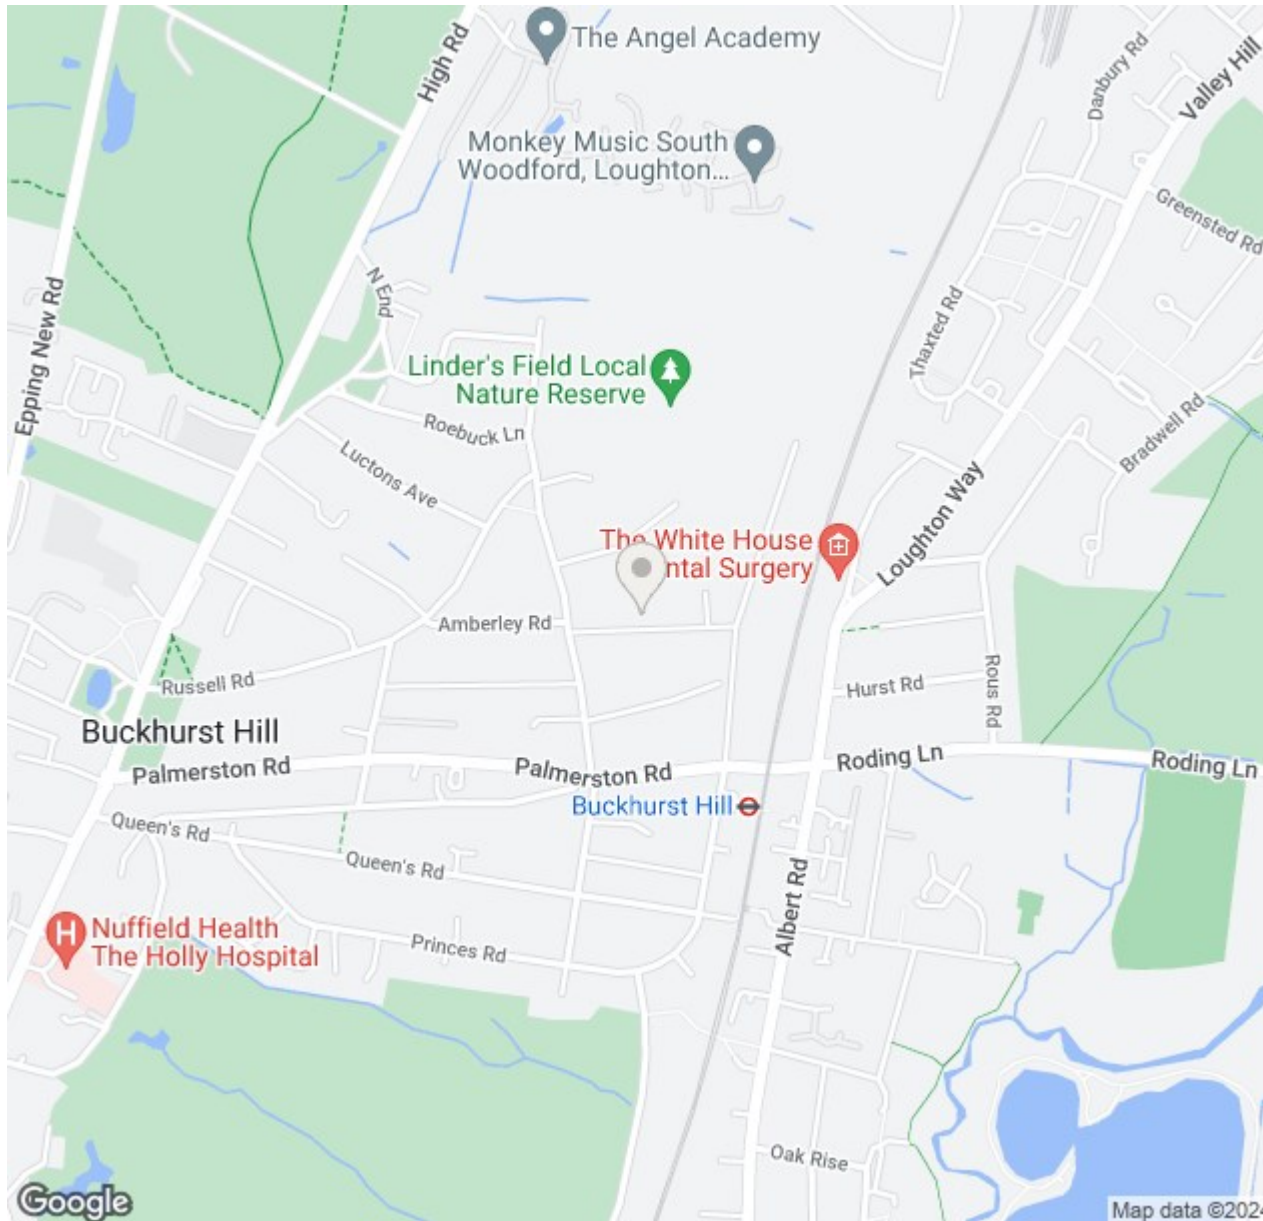 The Angel Academy
High Rd
Danbury Rd
Valley Hill
Monkey Music South
Woodford, Loughton...
Greensted Rd
N End
Epping New Rd
Thaxted Rd
Linder's Field Local
Nature Reserve
Roebuck Ln
Bradwell Rd
Luctons Ave
Loughton Way
The White House
ntal Surgery
Amberley Rd
Russell Rd
Hurst Rd
Rous Rd
Buckhurst Hill
Palmerston Rd
Palmerston Rd
Roding Ln
Roding Ln
Buckhurst Hill
Queen's Rd
Queen's Rd
Albert Rd
H
Nuffield Health
The Holly Hospital
Princes Rd
Oak Rise
Google
Map data ©2024